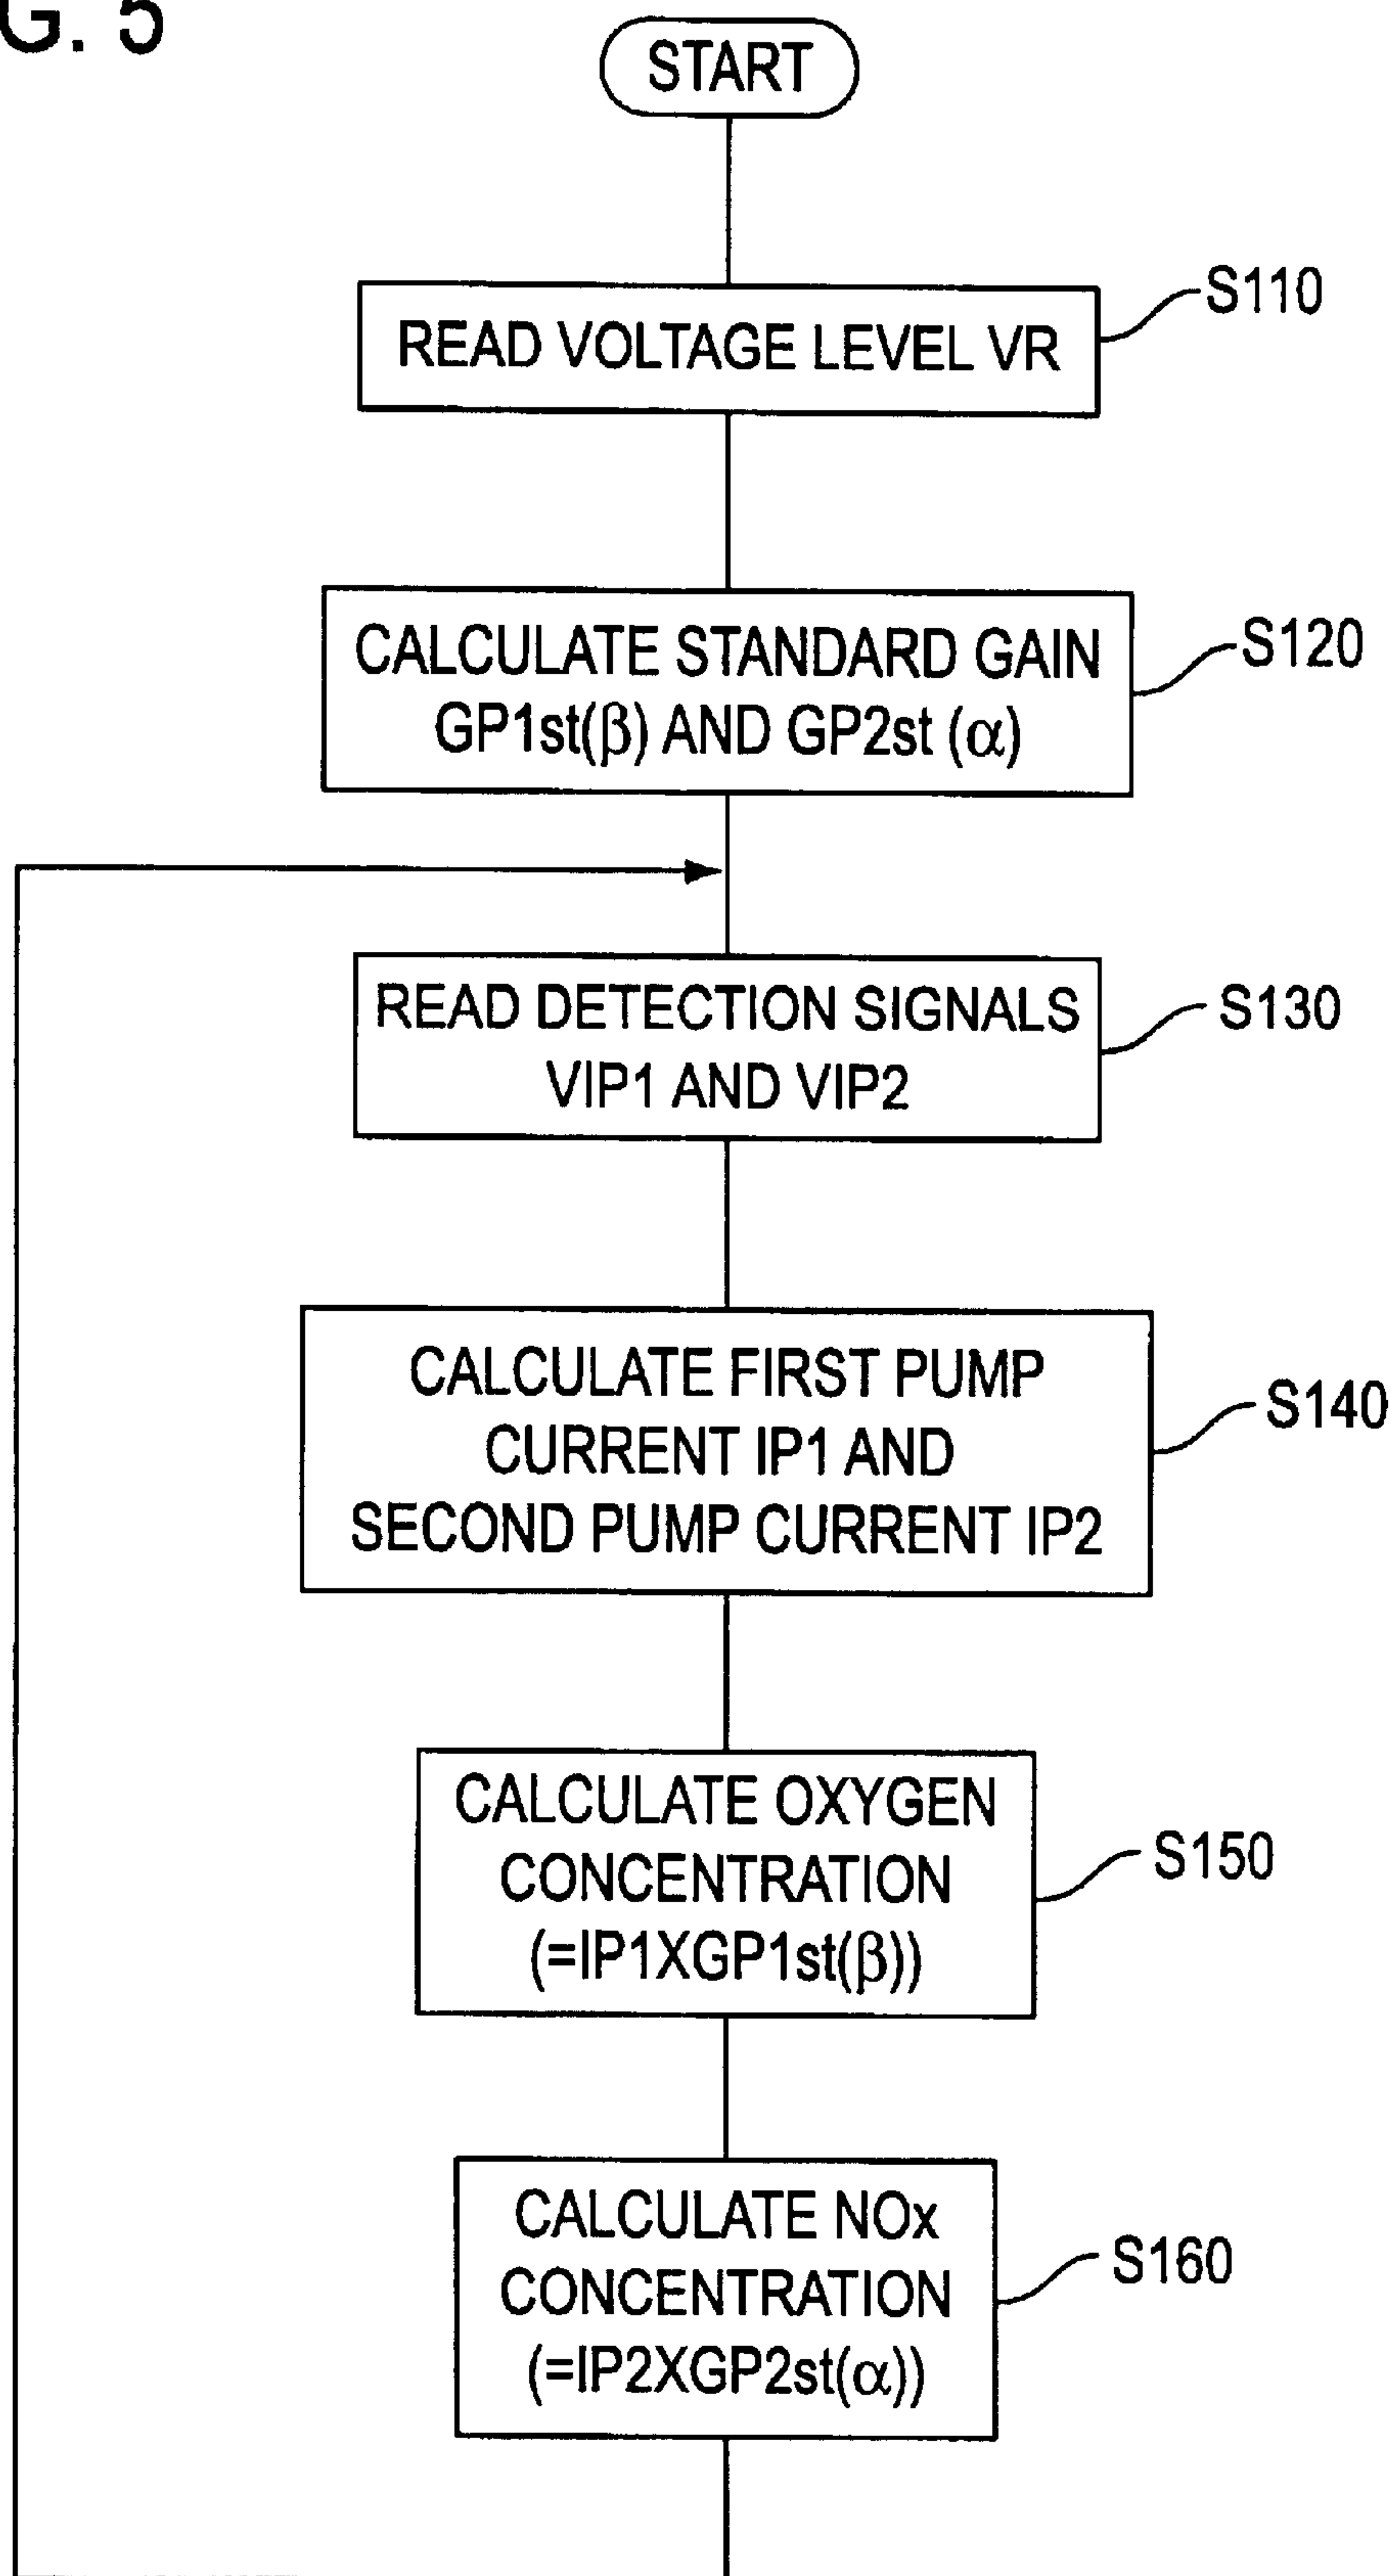 G. 5
START
READ VOLTAGE LEVEL VR
S110
CALCULATE STANDARD GAIN
GP1st(β) AND GP2st (α)
S120
READ DETECTION SIGNALS
VIP1 AND VIP2
S130
CALCULATE FIRST PUMP
CURRENT IP1 AND
SECOND PUMP CURRENT IP2
S140
CALCULATE OXYGEN
CONCENTRATION
(=IP1XGP1st(β))
S150
CALCULATE NOx
CONCENTRATION
(=IP2XGP2st(α))
S160